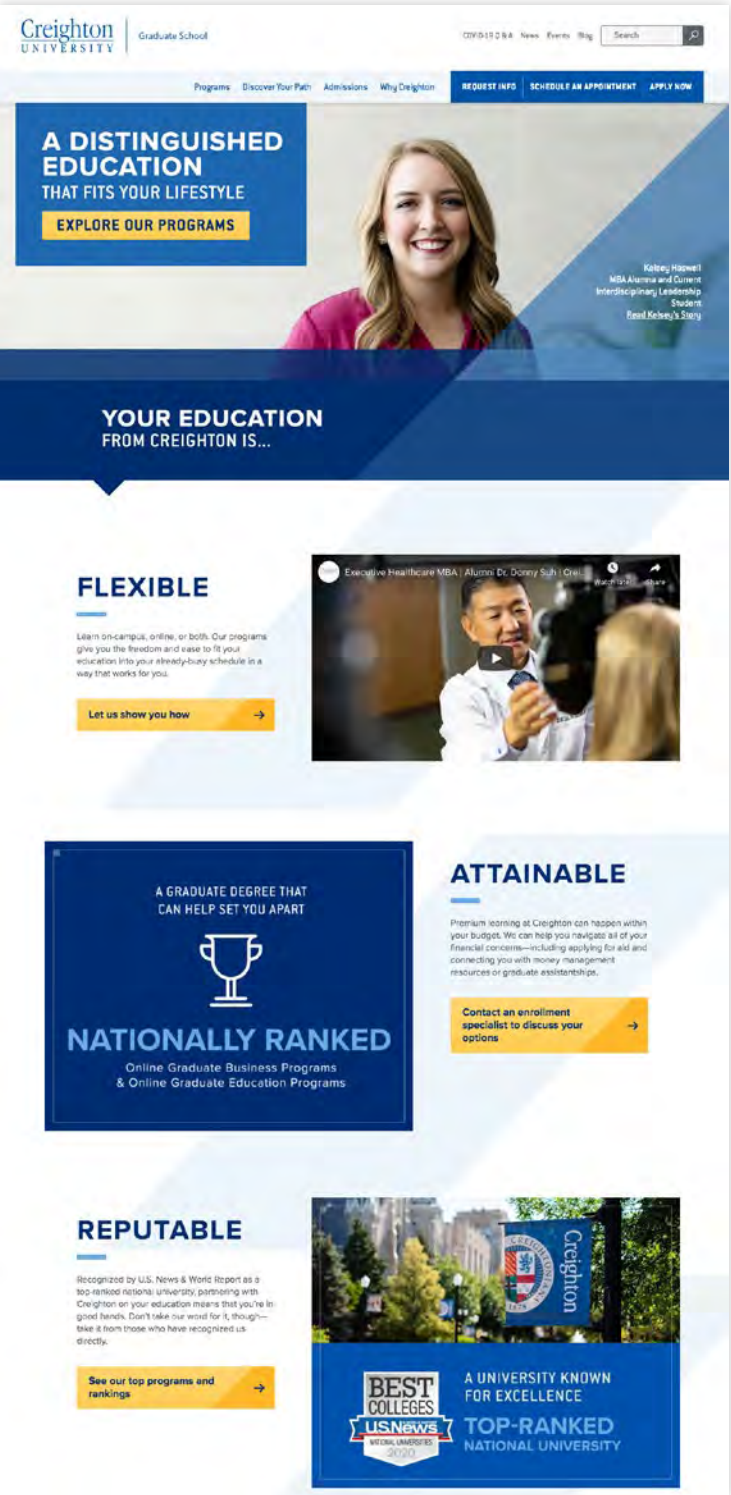 Creighton
UNIVERSITY
Graduate School
COVID-19 Q & A News Events Blog Search
Programs Discover Your Path Admissions Why Creighton REQUEST INFO SCHEDULE AN APPOINTMENT APPLY NOW
A DISTINGUISHED
EDUCATION
THAT FITS YOUR LIFESTYLE
EXPLORE OUR PROGRAMS
Kelsey
MBA Alumna and Current
Interdisciplinary Leadership
Student
Read Kelsey's Story
YOUR EDUCATION
FROM CREIGHTON IS...
FLEXIBLE
Learn on-campus, online, or both. Our programs
give you the freedom and ease to fit your
education into your already-busy schedule in a
way that works for you.
Let us show you how
Executive Healthcare MBA | Alumni Dr. Donny Suh | Crei...
Watch later Share
A GRADUATE DEGREE THAT
CAN HELP SET YOU APART
NATIONALLY RANKED
Online Graduate Business Programs
& Online Graduate Education Programs
ATTAINABLE
Premium learning at Creighton can happen within
your budget. We can help you navigate all of your
financial concerns—including applying for aid and
connecting you with money management
resources or graduate assistantships.
Contact an enrollment
specialist to discuss your
options
REPUTABLE
Recognized by U.S. News & World Report as a
top-ranked national university, partnering with
Creighton on your education means that you're in
good hands. Don't take our word for it, though—
take it from those who have recognized us
directly.
See our top programs and
rankings
Creighton
BEST
COLLEGES
U.S.News
NATIONAL UNIVERSITIES
2020
A UNIVERSITY KNOWN
FOR EXCELLENCE
TOP-RANKED
NATIONAL UNIVERSITY